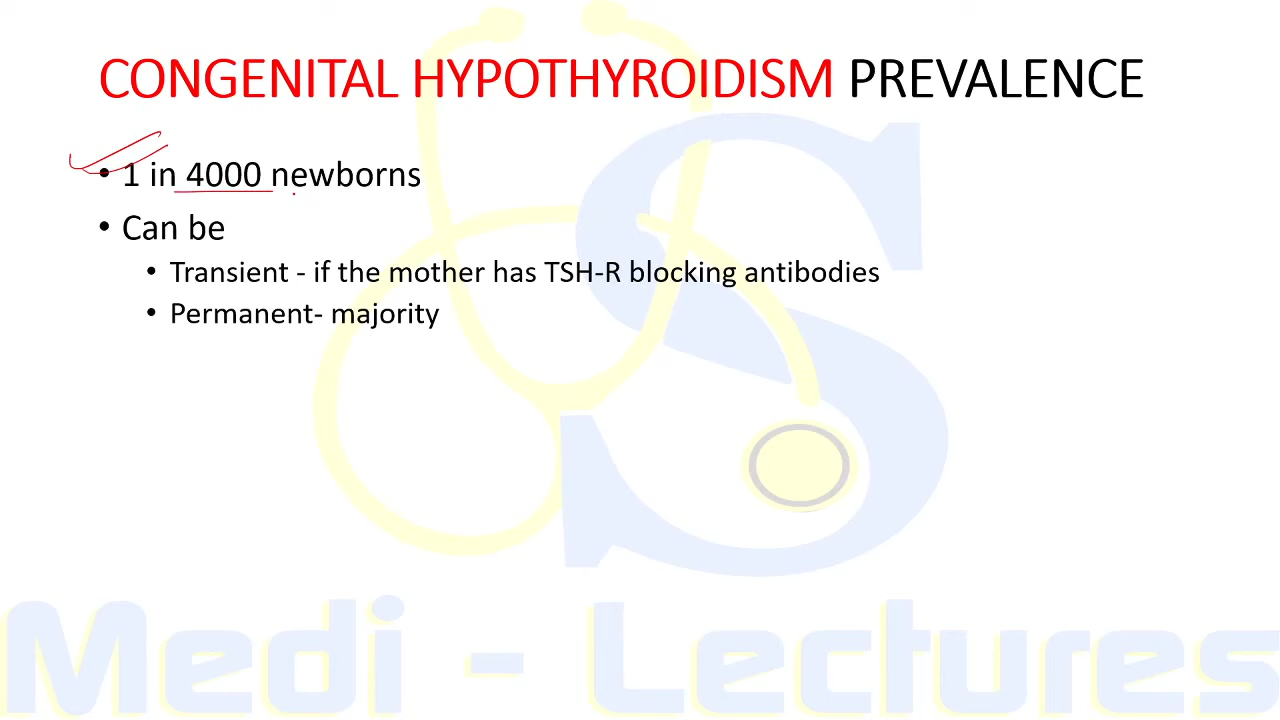 CONGENITAL HYPOTHYROIDISM PREVALENCE
• 1 in 4000 newborns
• Can be
• Transient - if the mother has TSH-R blocking antibodies
• Permanent- majority
S
Medi - Lectures